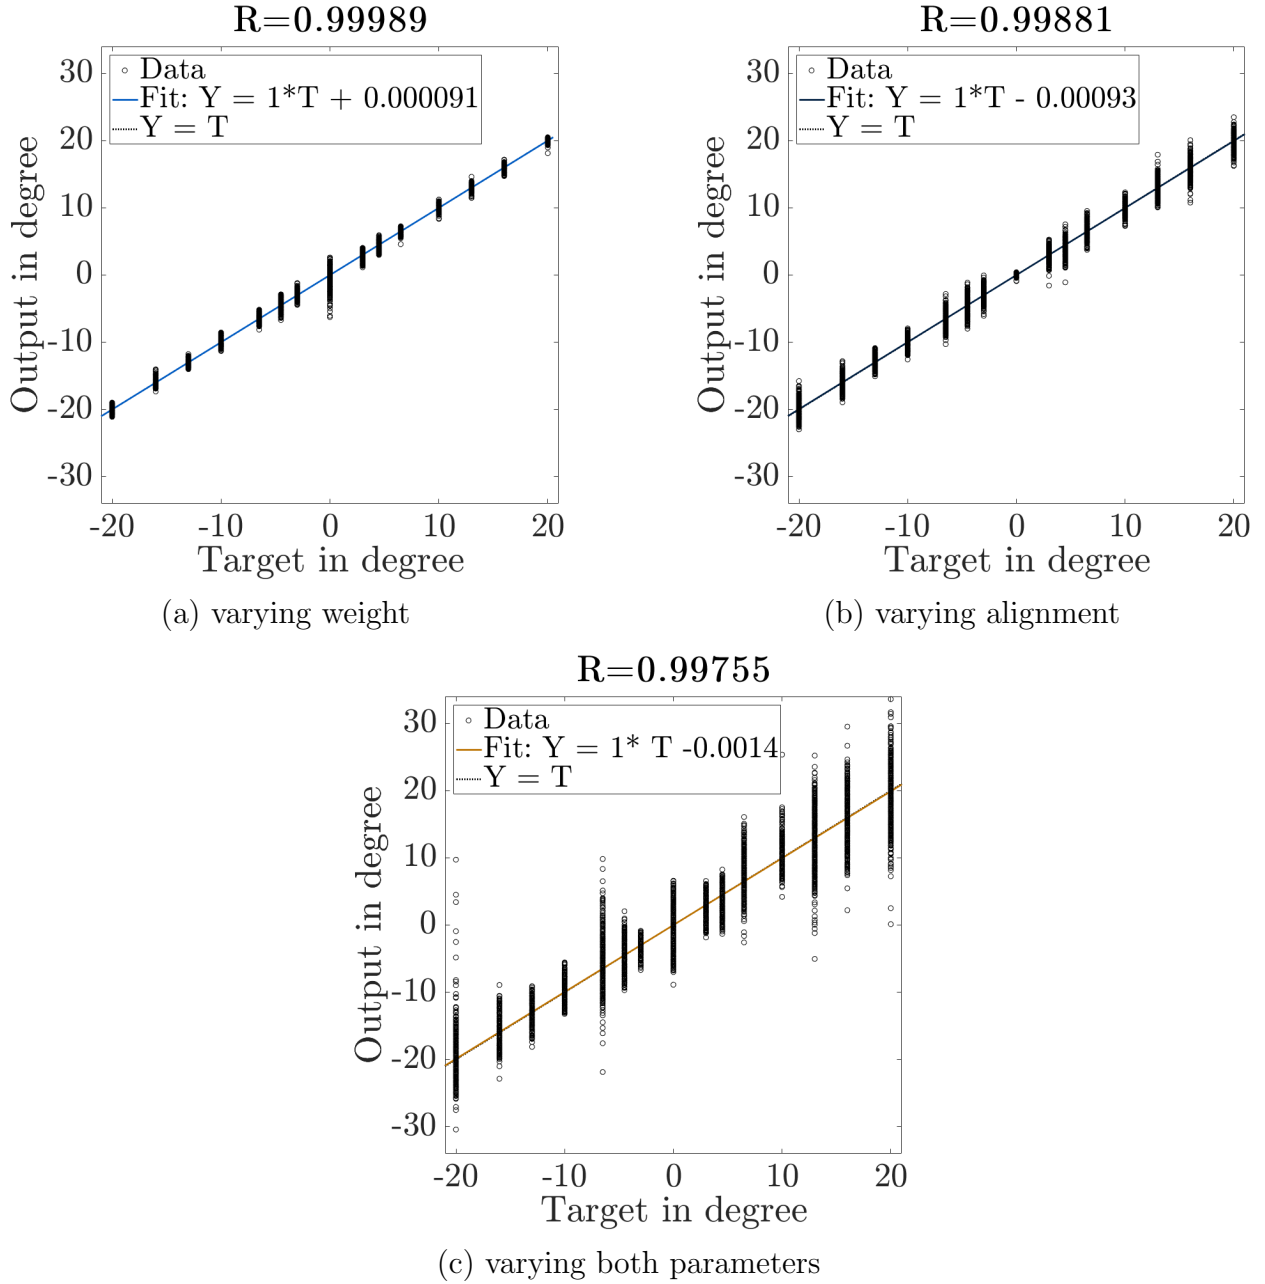 R=0.99989
Data
Fit: Y = 1*T + 0.000091
Y = T
30
20
10
0
-10
-20
-30
Output in degree
-20 -10 0 10 20
Target in degree
(a) varying weight
R=0.99881
Data
Fit: Y = 1*T - 0.00093
Y = T
30
20
10
0
-10
-20
-30
Output in degree
-20 -10 0 10 20
Target in degree
(b) varying alignment
R=0.99755
Data
Fit: Y = 1* T -0.0014
Y = T
30
20
10
0
-10
-20
-30
Output in degree
-20 -10 0 10 20
Target in degree
(c) varying both parameters